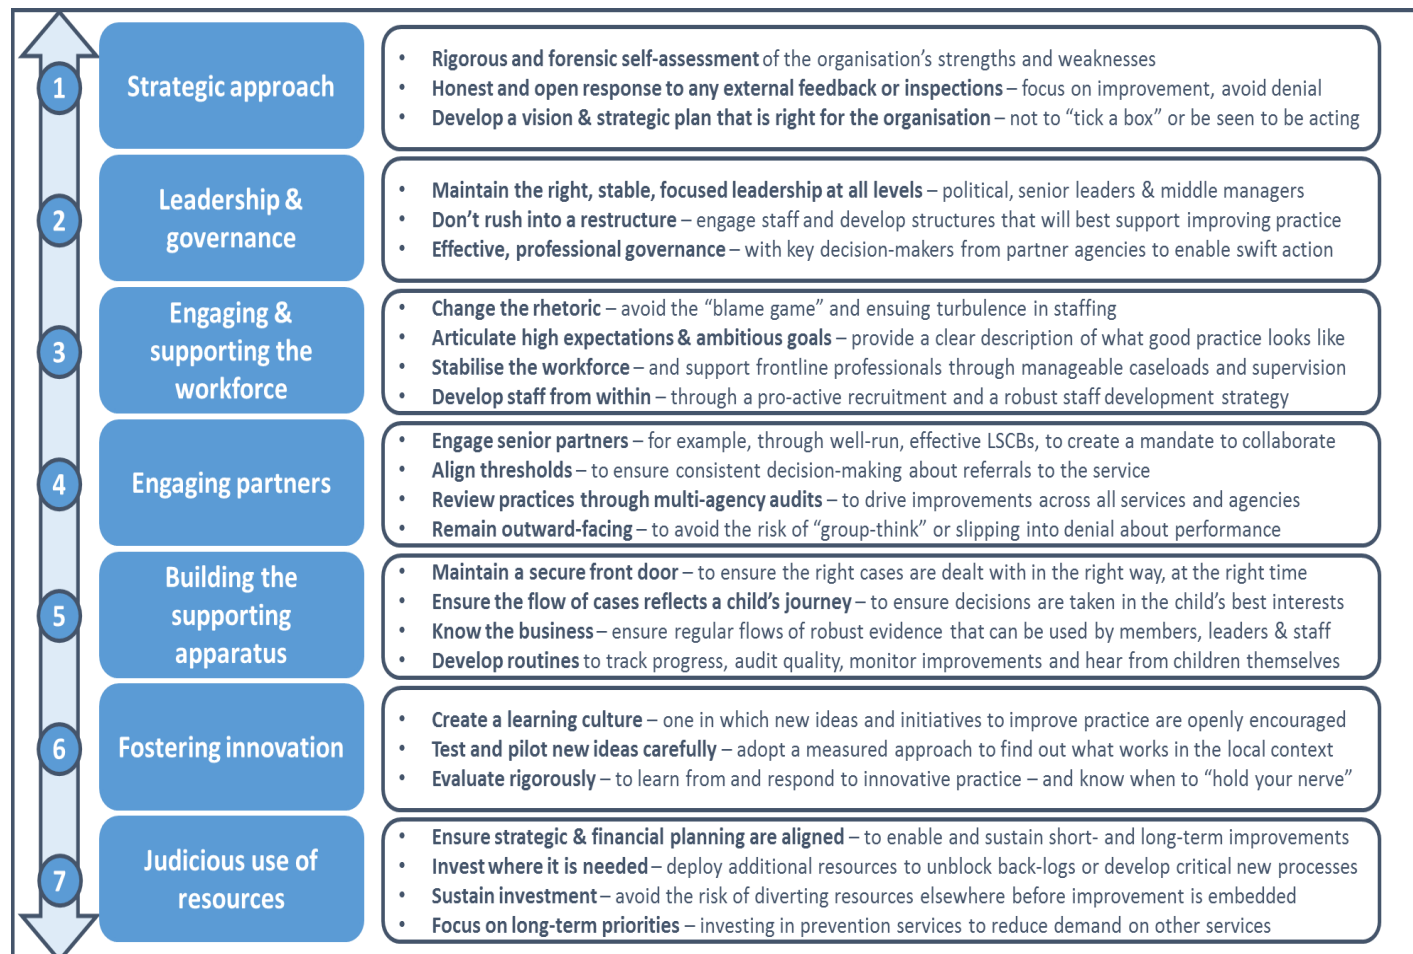 1
Strategic approach
• Rigorous and forensic self-assessment of the organisation's strengths and weaknesses
• Honest and open response to any external feedback or inspections – focus on improvement, avoid denial
• Develop a vision & strategic plan that is right for the organisation – not to "tick a box" or be seen to be acting
2
Leadership &
governance
• Maintain the right, stable, focused leadership at all levels – political, senior leaders & middle managers
• Don't rush into a restructure – engage staff and develop structures that will best support improving practice
• Effective, professional governance – with key decision-makers from partner agencies to enable swift action
3
Engaging &
supporting the
workforce
• Change the rhetoric – avoid the "blame game" and ensuing turbulence in staffing
• Articulate high expectations & ambitious goals – provide a clear description of what good practice looks like
• Stabilise the workforce – and support frontline professionals through manageable caseloads and supervision
• Develop staff from within – through a pro-active recruitment and a robust staff development strategy
4
Engaging partners
• Engage senior partners – for example, through well-run, effective LSCBs, to create a mandate to collaborate
• Align thresholds – to ensure consistent decision-making about referrals to the service
• Review practices through multi-agency audits – to drive improvements across all services and agencies
• Remain outward-facing – to avoid the risk of "group-think" or slipping into denial about performance
5
Building the
supporting
apparatus
• Maintain a secure front door – to ensure the right cases are dealt with in the right way, at the right time
• Ensure the flow of cases reflects a child's journey – to ensure decisions are taken in the child's best interests
• Know the business – ensure regular flows of robust evidence that can be used by members, leaders & staff
• Develop routines to track progress, audit quality, monitor improvements and hear from children themselves
6
Fostering innovation
• Create a learning culture – one in which new ideas and initiatives to improve practice are openly encouraged
• Test and pilot new ideas carefully – adopt a measured approach to find out what works in the local context
• Evaluate rigorously – to learn from and respond to innovative practice – and know when to "hold your nerve"
7
Judicious use of
resources
• Ensure strategic & financial planning are aligned – to enable and sustain short- and long-term improvements
• Invest where it is needed – deploy additional resources to unblock back-logs or develop critical new processes
• Sustain investment – avoid the risk of diverting resources elsewhere before improvement is embedded
• Focus on long-term priorities – investing in prevention services to reduce demand on other services